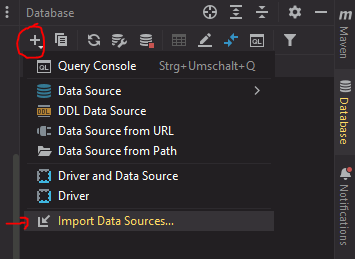 Database
Query Console Strg+Umschalt+Q
Data Source
DDL Data Source
Data Source from URL
Data Source from Path
Driver and Data Source
Driver
Import Data Sources...
Maven
Database
Notifications